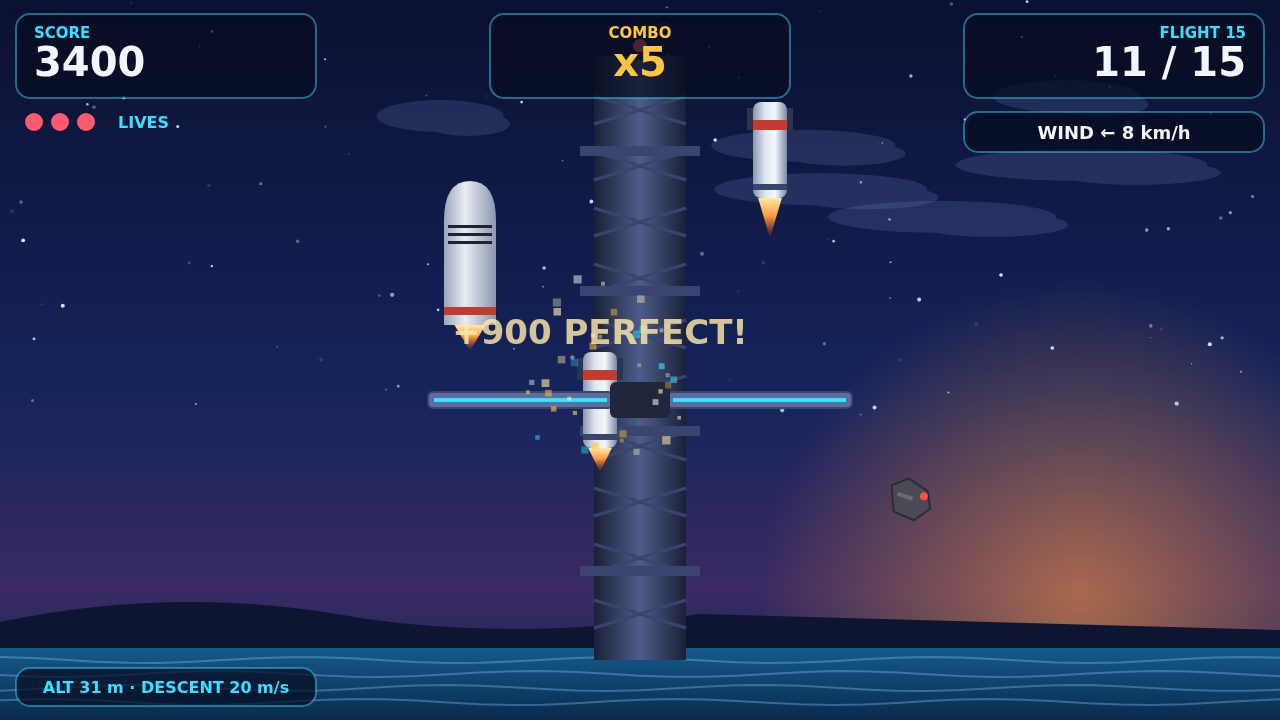 SCORE
3400
LIVES
COMBO
x5
FLIGHT 15
11 / 15
WIND ← 8 km/h
+900 PERFECT!
ALT 31 m · DESCENT 20 m/s